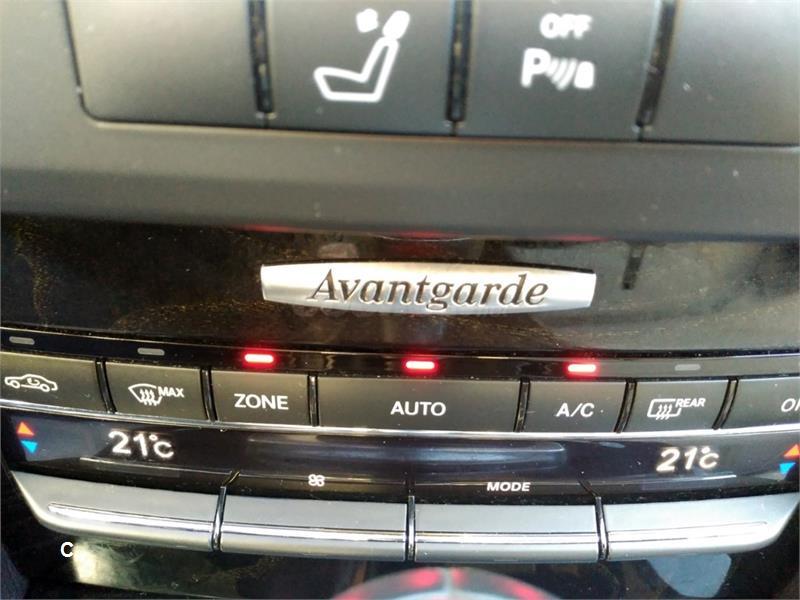 OFF
P
Avantgarde
MAX
ZONE
AUTO
A/C
REAR
21°C
21°C
MODE
C